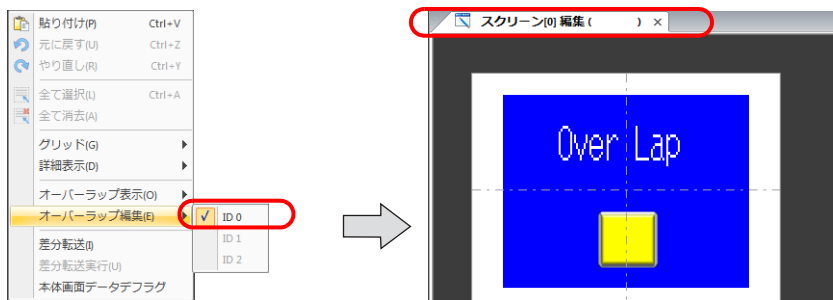 貼り付け(P) Ctrl+V
元に戻す(U) Ctrl+Z
やり直し(R) Ctrl+Y
全て選択(L) Ctrl+A
全て消去(A)
グリッド(G)
詳細表示(D)
オーバーラップ表示(O)
オーバーラップ編集(E)
差分転送(I)
差分転送実行(U)
本体画面データデフラグ
ID 0
ID 1
ID 2
スクリーン[0] 編集 ( ) ×
Over Lap